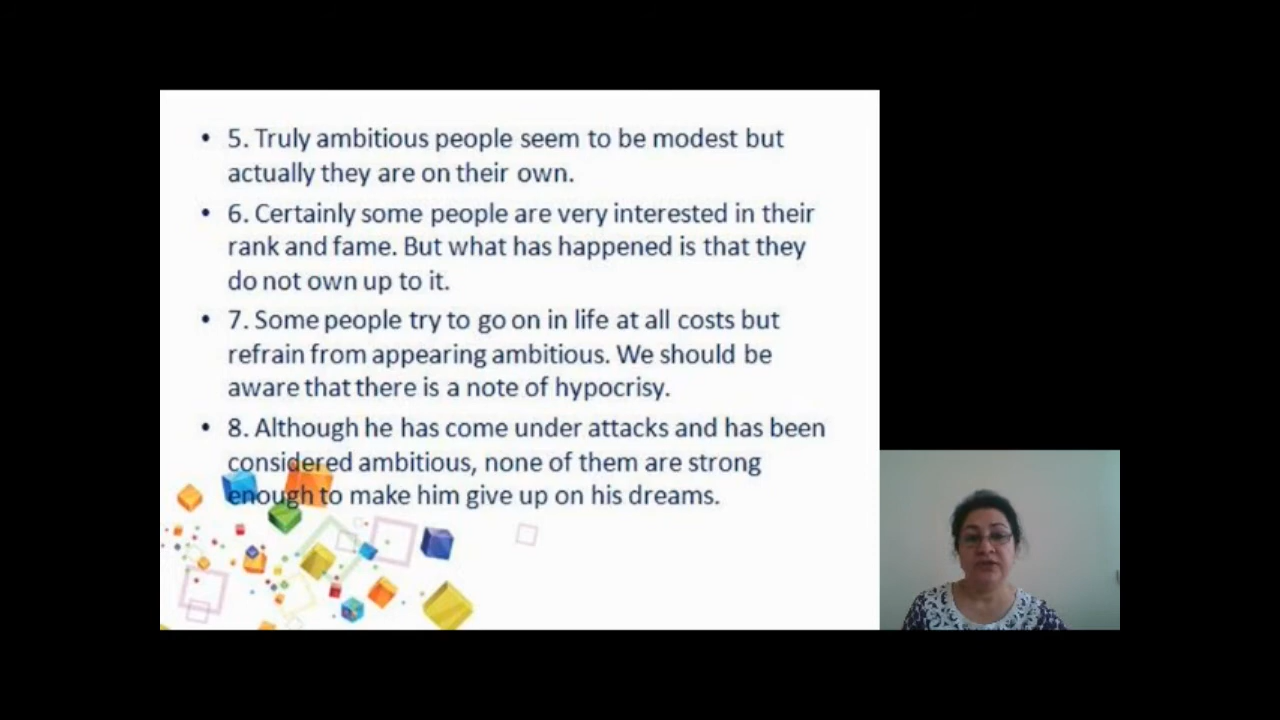 • 5. Truly ambitious people seem to be modest but
actually they are on their own.
• 6. Certainly some people are very interested in their
rank and fame. But what has happened is that they
do not own up to it.
• 7. Some people try to go on in life at all costs but
refrain from appearing ambitious. We should be
aware that there is a note of hypocrisy.
• 8. Although he has come under attacks and has been
considered ambitious, none of them are strong
enough to make him give up on his dreams.